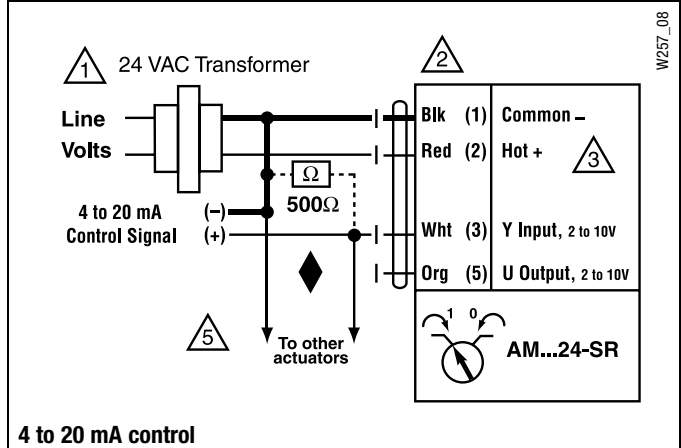 W257_08
1 24 VAC Transformer
2
Line
Volts
Blk (1) Common –
Red (2) Hot +
3
Ω
500Ω
4 to 20 mA (–)
Control Signal (+)
Wht (3) Y Input, 2 to 10V
Org (5) U Output, 2 to 10V
5
To other
actuators
1 0
AM...24-SR
4 to 20 mA control